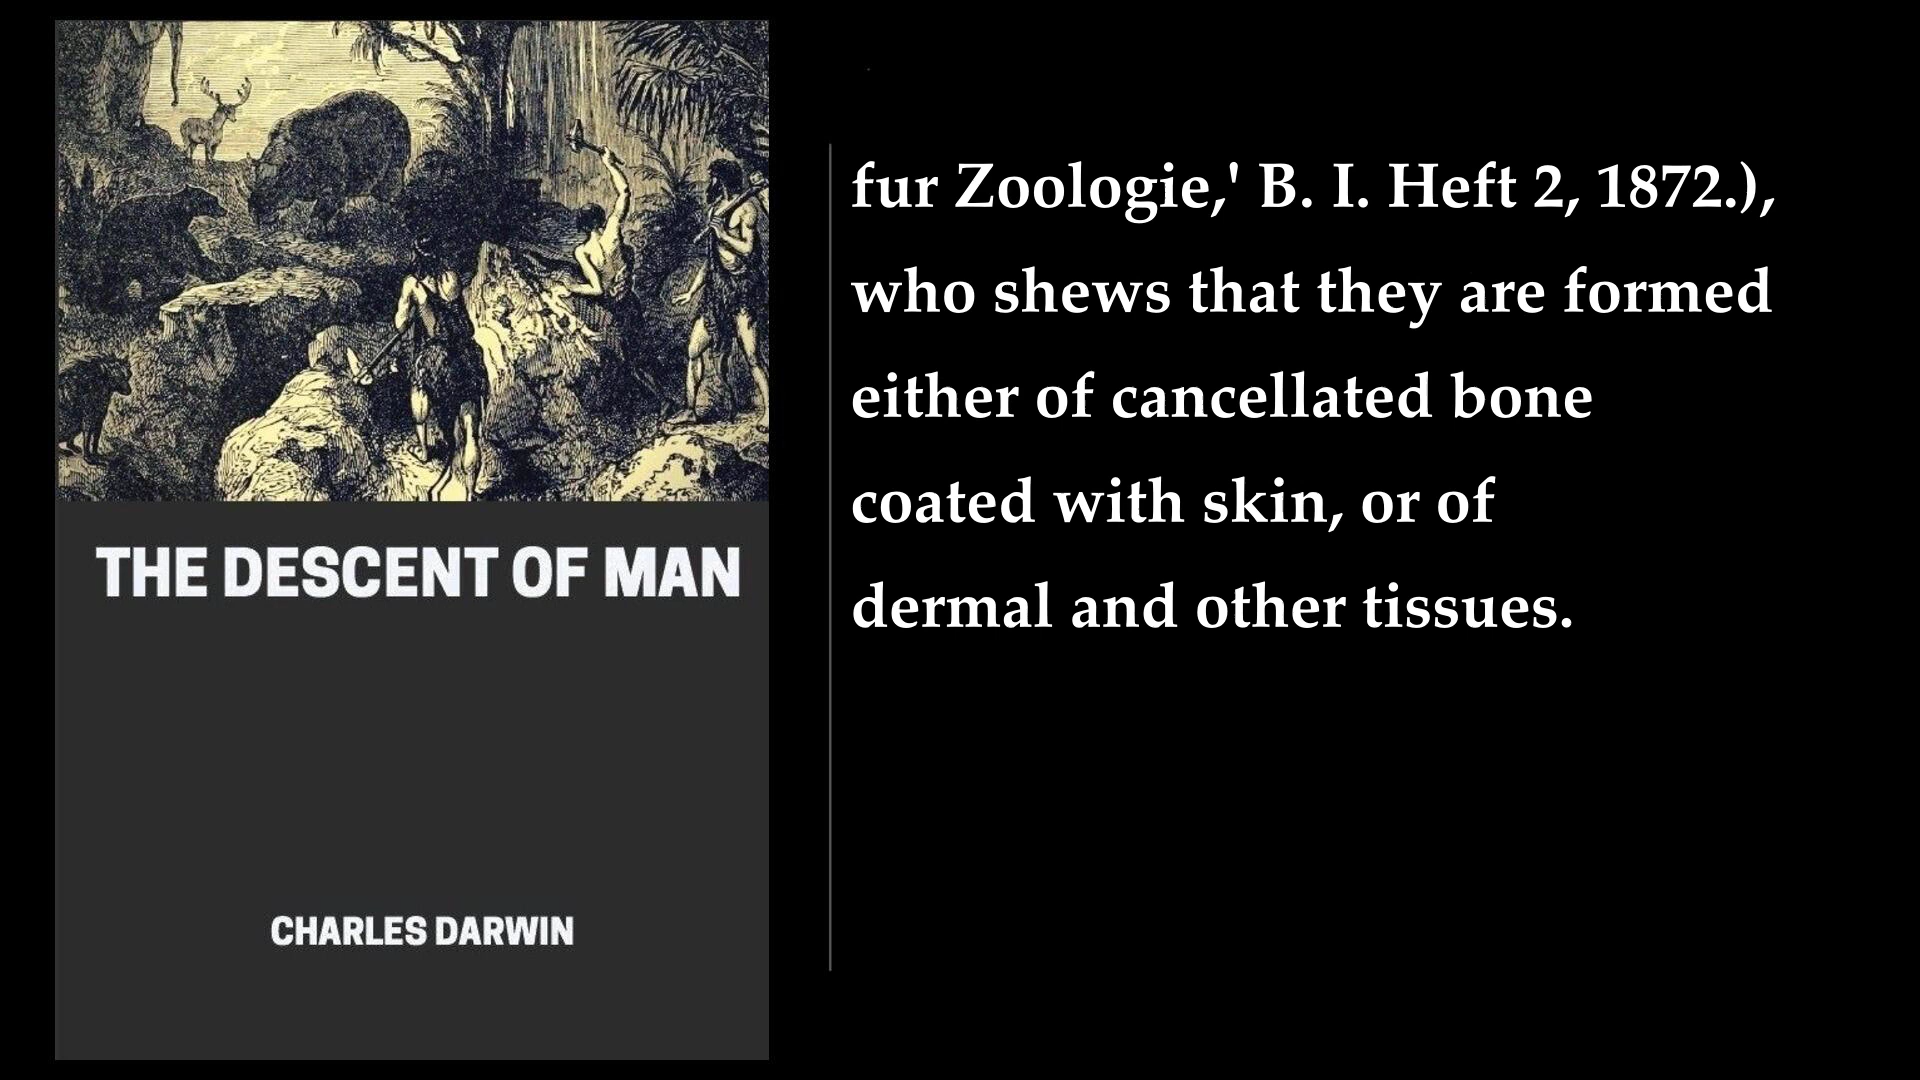 THE DESCENT OF MAN
CHARLES DARWIN
fur Zoologie,' B. I. Heft 2, 1872.),
who shews that they are formed
either of cancellated bone
coated with skin, or of
dermal and other tissues.